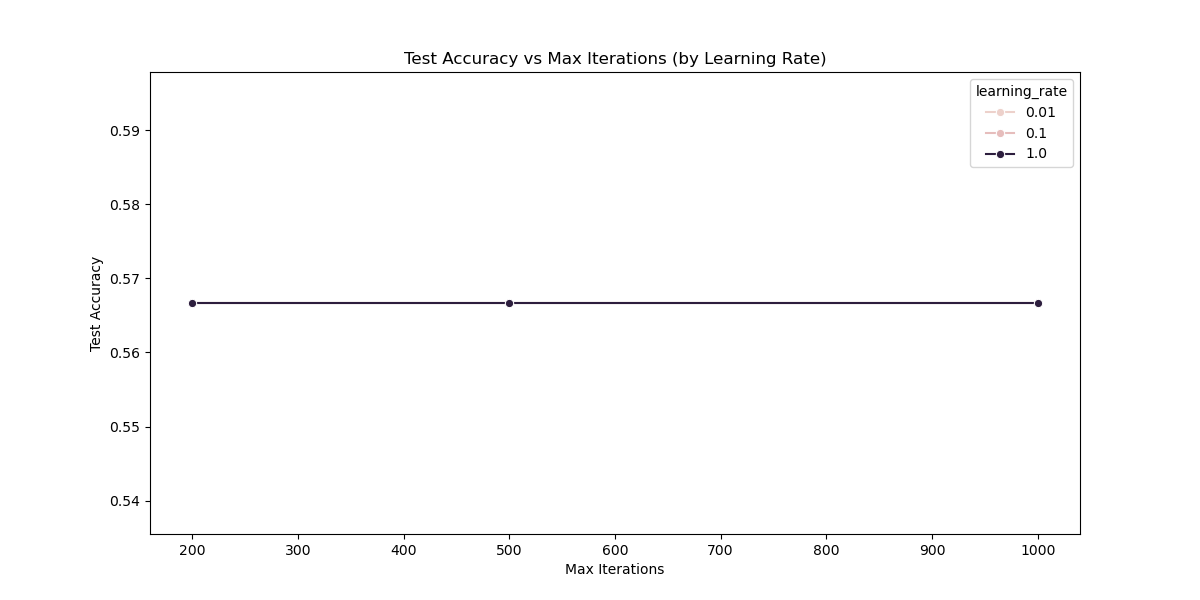 Test Accuracy vs Max Iterations (by Learning Rate)
learning_rate
0.01
0.1
1.0
Test Accuracy
0.59
0.58
0.57
0.56
0.55
0.54
200 300 400 500 600 700 800 900 1000
Max Iterations